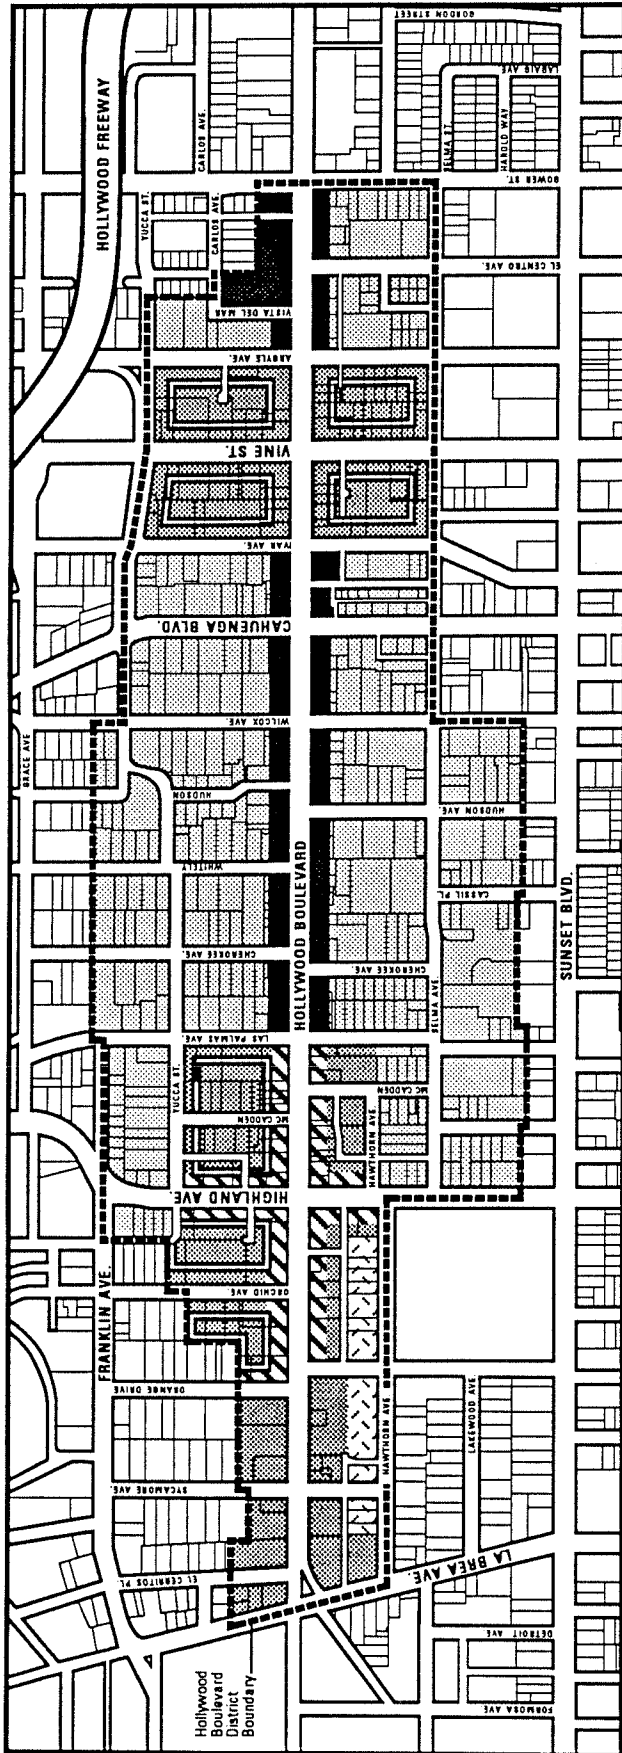 GORDON STREET
LABAIG AVE.
HOLLYWOOD FREEWAY
CARLOS AVE.
SELMA ST.
HAROLD WAY
GOWER ST.
YUCCA ST.
CARLOS AVE.
EL CENTRO AVE.
VISTA DEL MAR
ARGYLE AVE.
VINE ST.
IVAR AVE.
CAHUENGA BLVD.
WILCOX AVE.
GRACE AVE
HUDSON
HUDSON AVE.
WHITELY
HOLLYWOOD BOULEVARD
CASSIL PL.
SUNSET BLVD.
CHEROKEE AVE.
CHEROKEE AVE.
SELMA AVE.
LAS PALMAS AVE.
YUCCA ST.
MC CADDEN
MC CADDEN
HAWTHORN AVE.
HIGHLAND AVE.
FRANKLIN AVE.
ORCHID AVE.
ORANGE DRIVE
HAWTHORN AVE
LAKEWOOD AVE.
SYCAMORE AVE.
EL CERRITOS PL.
LA BREA AVE.
DETROIT AVE
FORMOSA AVE
Hollywood
Boulevard
District
Boundary